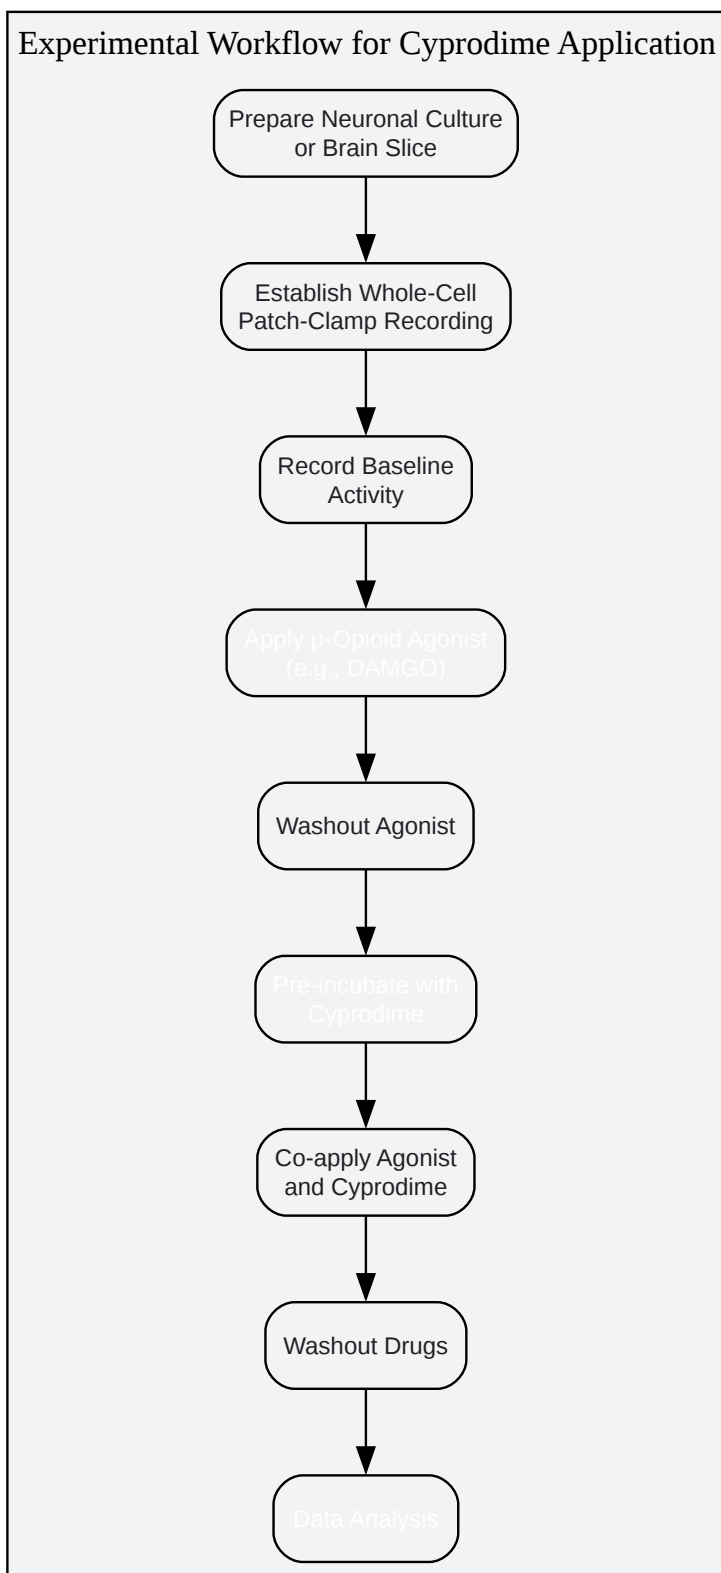 Experimental Workflow for Cyprodime Application
Prepare Neuronal Culture
or Brain Slice
Establish Whole-Cell
Patch-Clamp Recording
Record Baseline
Activity
Apply μ-Opioid Agonist
(e.g., DAMGO)
Washout Agonist
Pre-incubate with
Cyprodime
Co-apply Agonist
and Cyprodime
Washout Drugs
Data Analysis